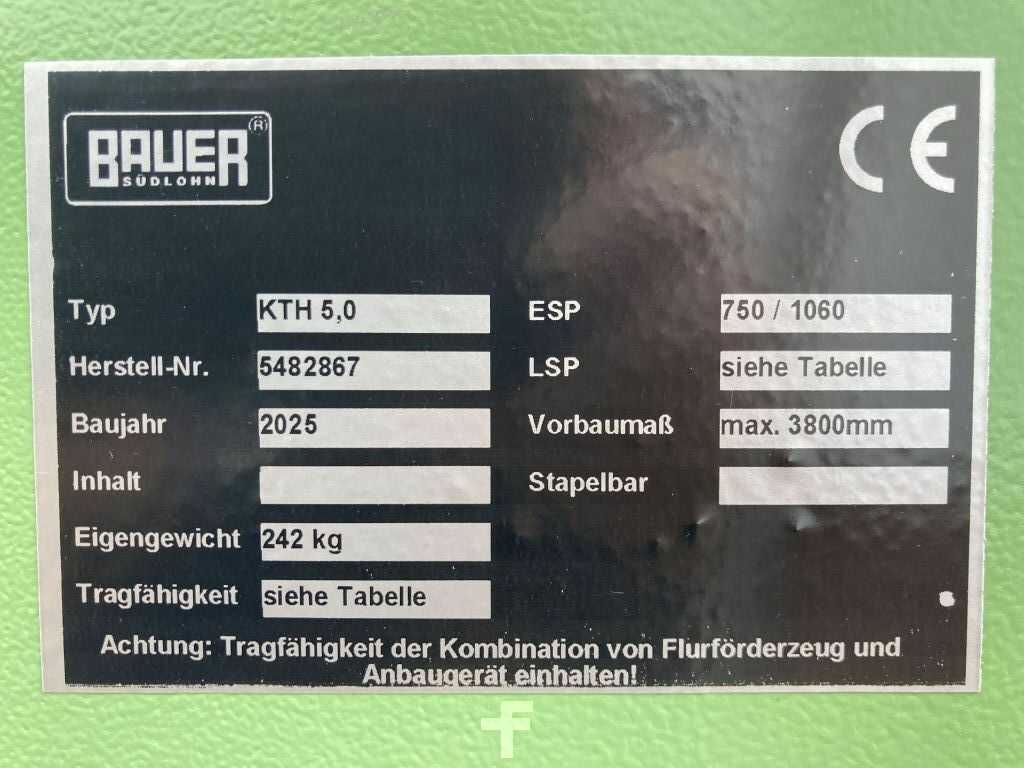 BAUER ®
SÜDLOHN
CE
Typ KTH 5,0 ESP 750 / 1060
Herstell-Nr. 5482867 LSP siehe Tabelle
Baujahr 2025 Vorbaumaß max. 3800mm
Inhalt Stapelbar
Eigengewicht 242 kg
Tragfähigkeit siehe Tabelle
Achtung: Tragfähigkeit der Kombination von Flurförderzeug und
Anbaugerät einhalten!
F